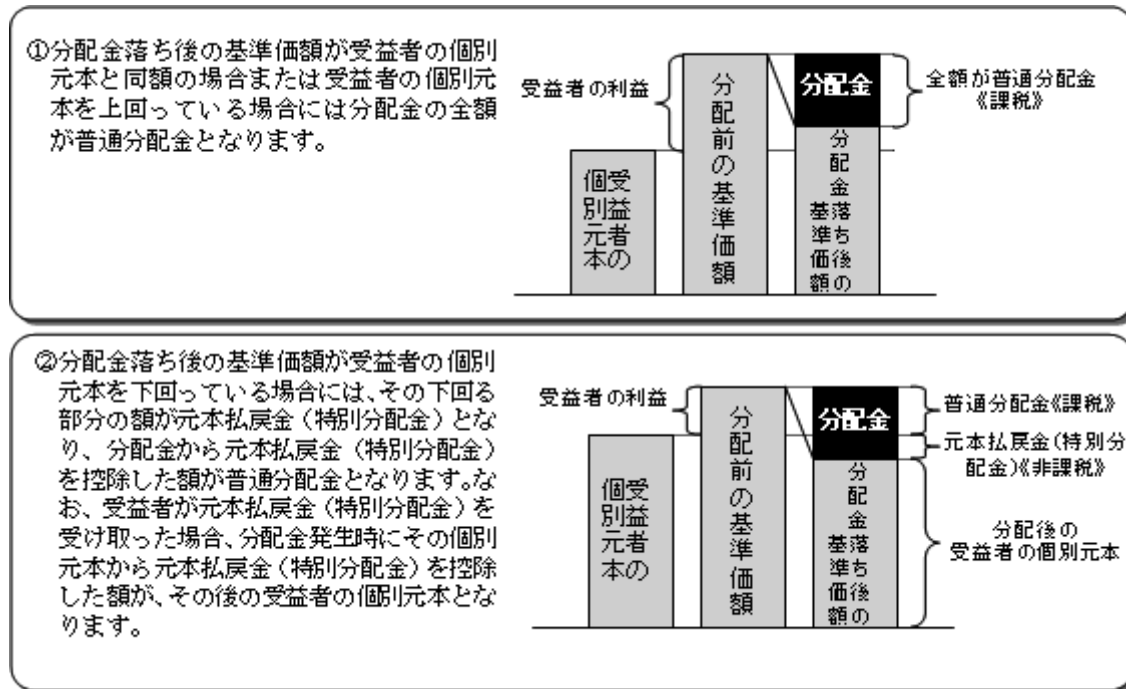 ①分配金落ち後の基準価額が受益者の個別
元本と同額の場合または受益者の個別元
本を上回っている場合には分配金の全額
が普通分配金となります。
受益者の利益
受益者の
個別元本
分配前の基準価額
分配金
分配金落ち後の
基準価額
全額が普通分配金
《課税》
②分配金落ち後の基準価額が受益者の個別
元本を下回っている場合には、その下回る
部分の額が元本払戻金（特別分配金）とな
り、分配金から元本払戻金（特別分配金）
を控除した額が普通分配金となります。な
お、受益者が元本払戻金（特別分配金）を
受け取った場合、分配金発生時にその個別
元本から元本払戻金（特別分配金）を控除
した額が、その後の受益者の個別元本とな
ります。
受益者の利益
受益者の
個別元本
分配前の基準価額
分配金
分配金落ち後の
基準価額
普通分配金《課税》
元本払戻金（特別分
配金）《非課税》
分配後の
受益者の個別元本